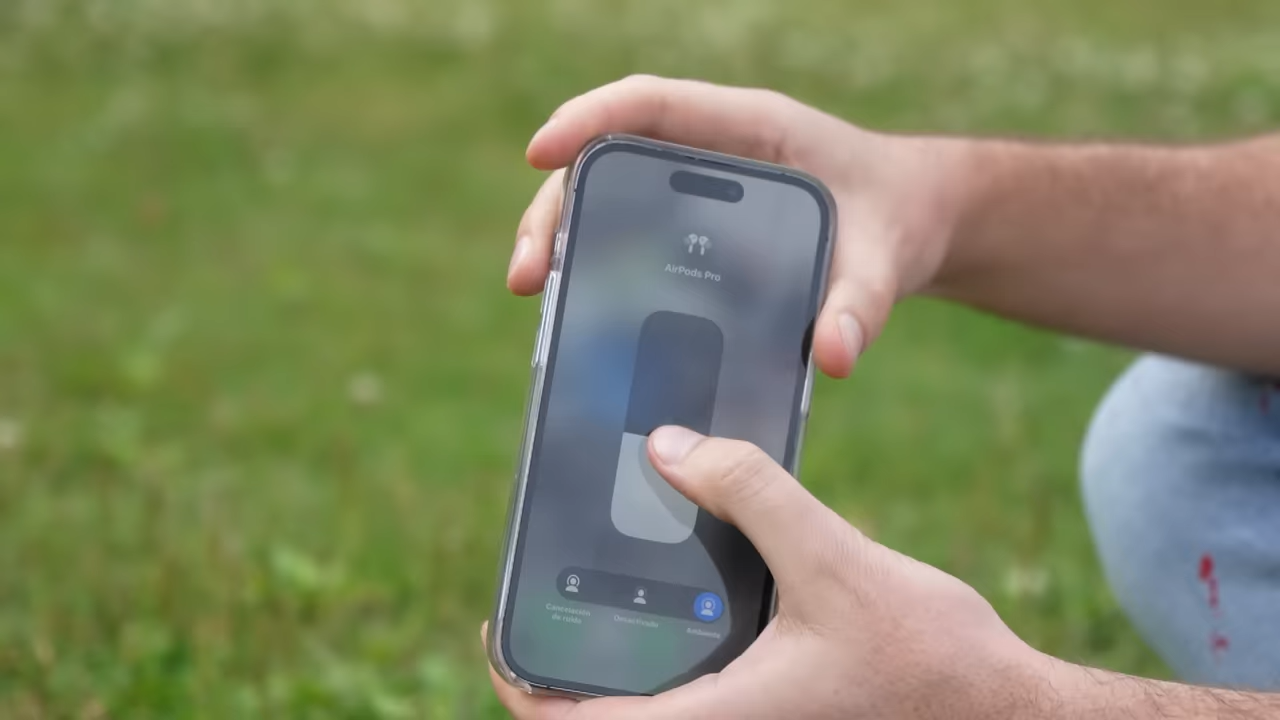 AirPods Pro
Cancelación
de ruido
Desactivado
Ambiente